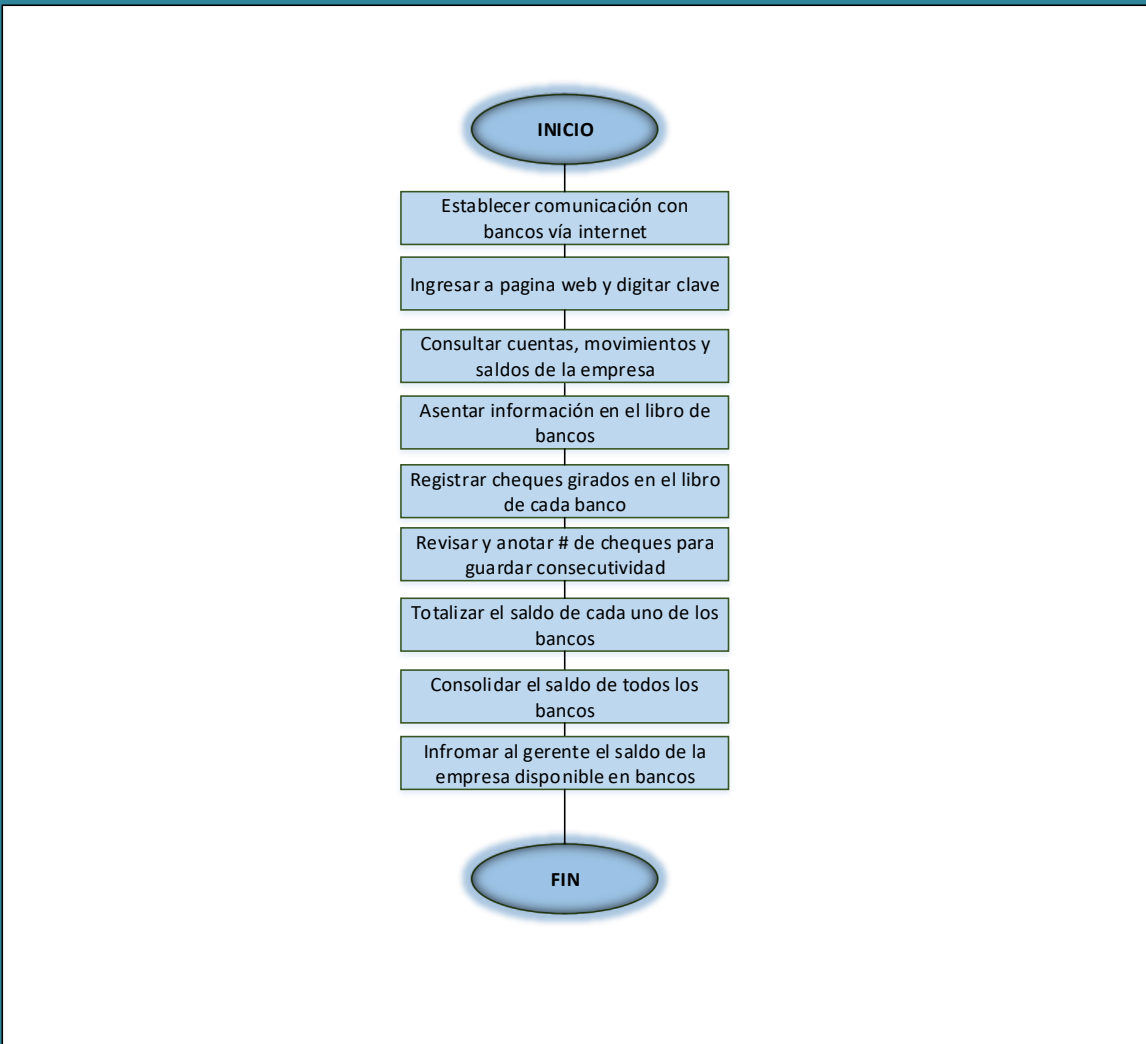 INICIO
Establecer comunicación con
bancos vía internet
Ingresar a pagina web y digitar clave
Consultar cuentas, movimientos y
saldos de la empresa
Asentar información en el libro de
bancos
Registrar cheques girados en el libro
de cada banco
Revisar y anotar # de cheques para
guardar consecutividad
Totalizar el saldo de cada uno de los
bancos
Consolidar el saldo de todos los
bancos
Infromar al gerente el saldo de la
empresa disponible en bancos
FIN